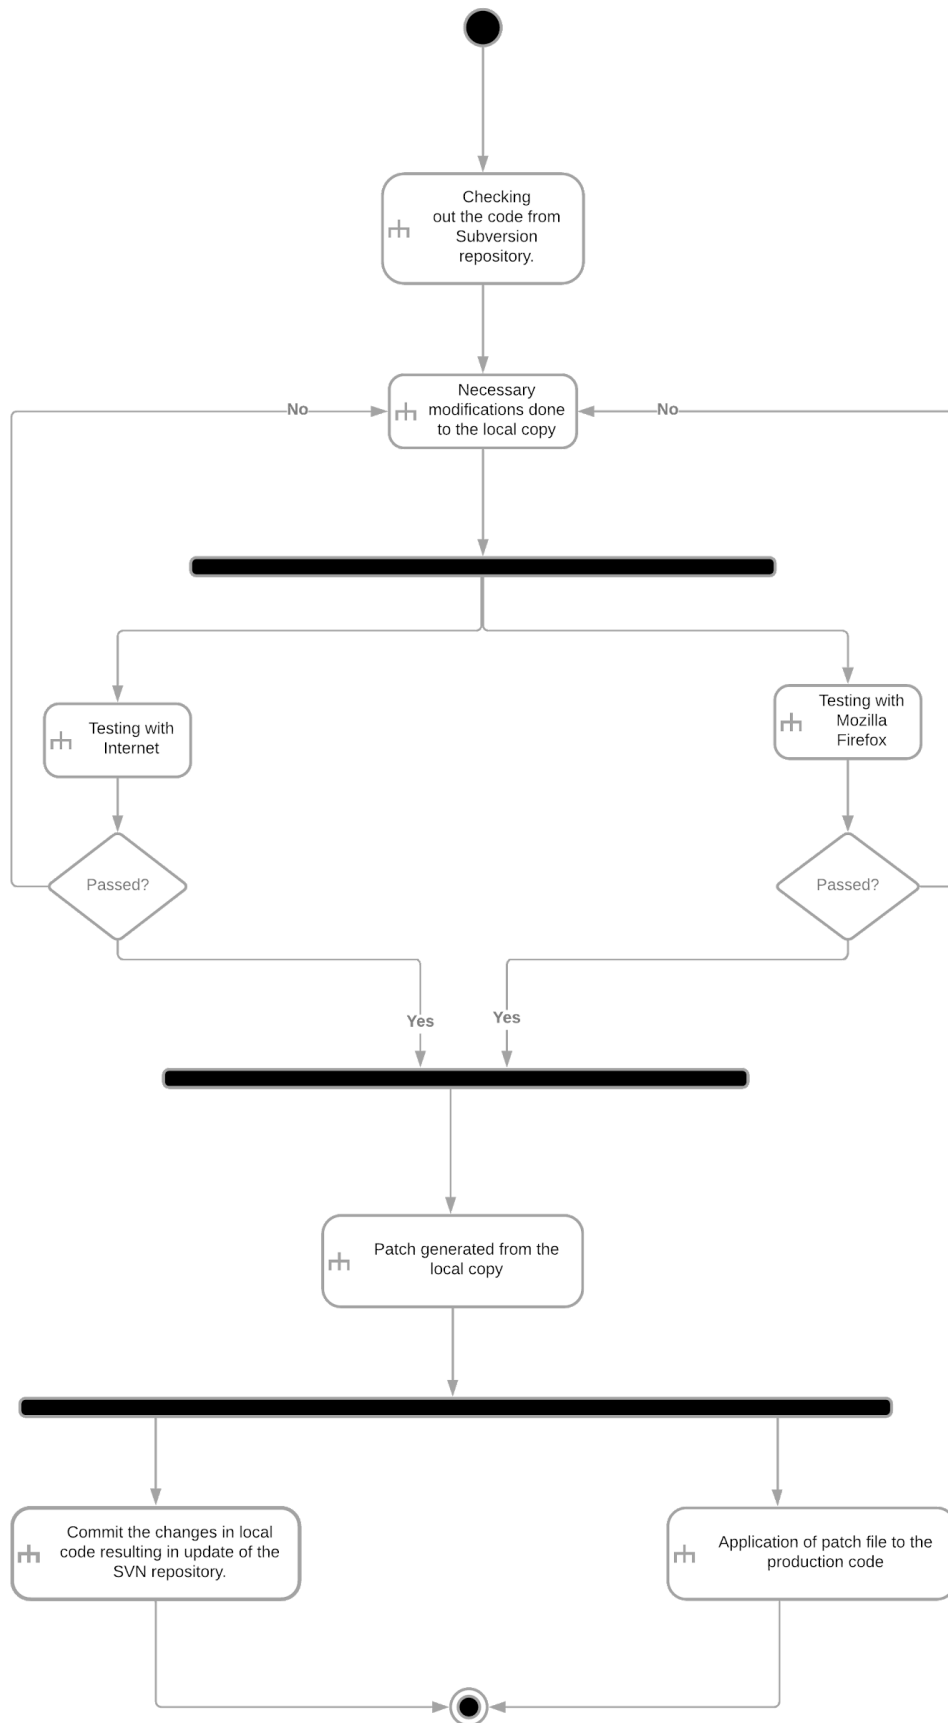 Checking
out the code from
Subversion
repository.
Necessary
modifications done
to the local copy
No
No
Testing with
Internet
Testing with
Mozilla
Firefox
Passed?
Passed?
Yes
Yes
Patch generated from the
local copy
Commit the changes in local
code resulting in update of the
SVN repository.
Application of patch file to the
production code